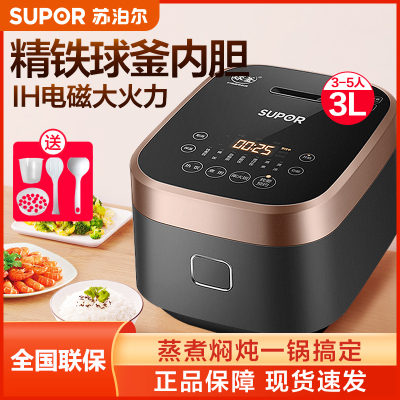 SUPOR 苏泊尔
精铁球釜内胆
IH电磁大火力
3-5人
3L
送
SUPOR
00:25
全国联保
蒸煮焖炖一锅搞定
正品保障 现货速发